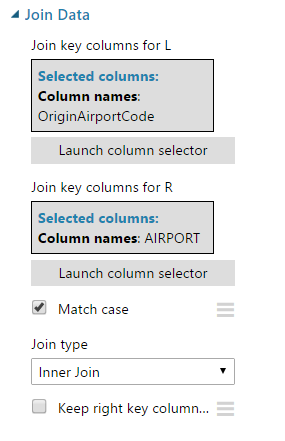 Join Data
Join key columns for L
Selected columns:
Column names:
OriginAirportCode
Launch column selector
Join key columns for R
Selected columns:
Column names: AIRPORT
Launch column selector
Match case
Join type
Inner Join
Keep right key column...